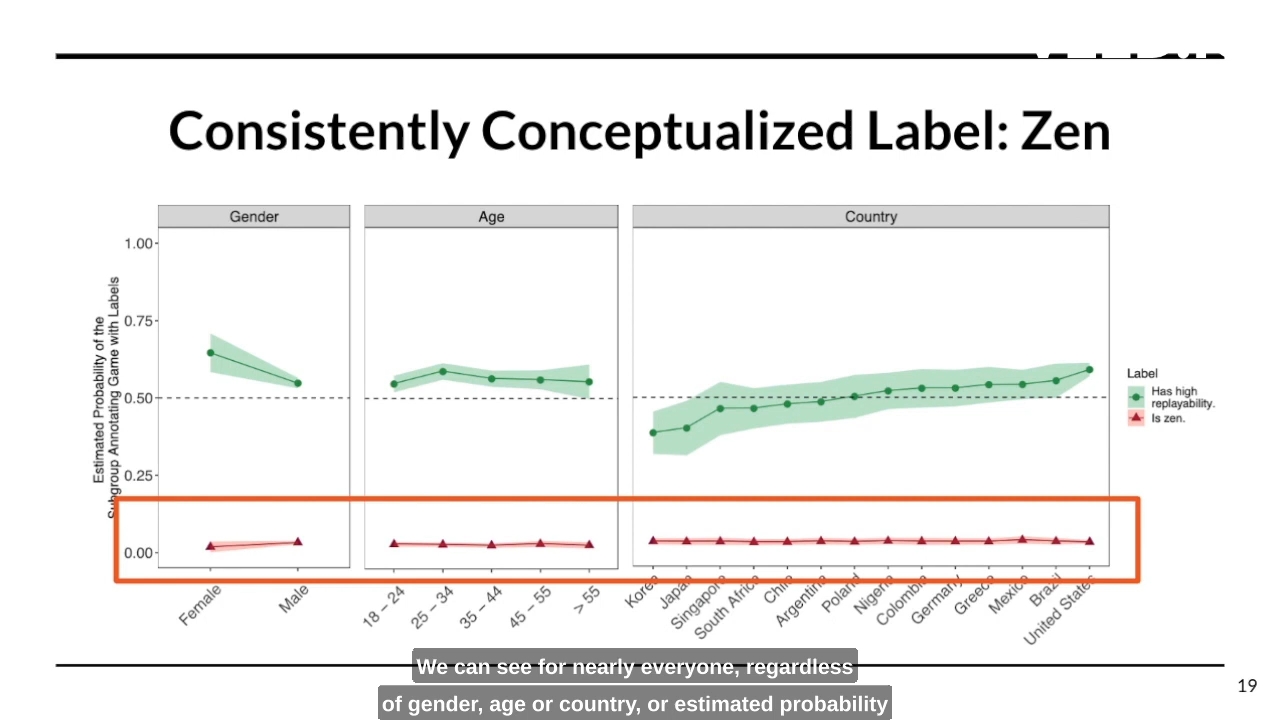 Consistently Conceptualized Label: Zen
Gender
Age
Country
Estimated Probability of the
Subgroup Annotating Game with Labels
1.00
0.75
0.50
0.25
0.00
Female
Male
18 – 24
25 – 34
35 – 44
45 – 55
> 55
Korea
Japan
Singapore
South Africa
Chile
Argentina
Poland
Nigeria
Colombia
Germany
Greece
Mexico
Brazil
United States
Label
Has high
replayability.
Is zen.
We can see for nearly everyone, regardless
of gender, age or country, or estimated probability
19